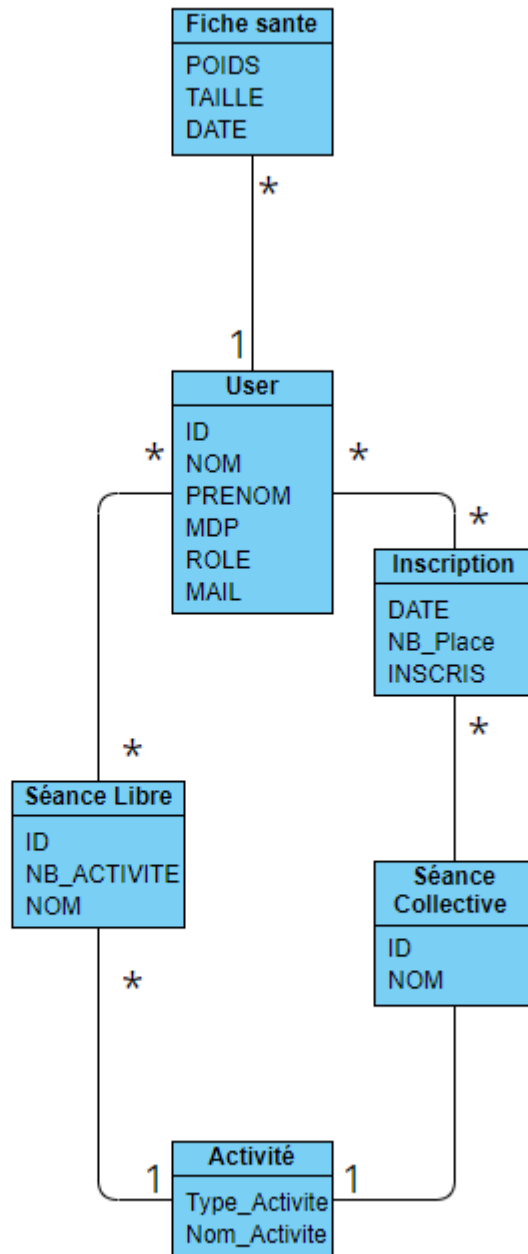 Fiche sante
POIDS
TAILLE
DATE
*
1
User
ID
NOM
PRENOM
MDP
ROLE
MAIL
*
*
*
Inscription
DATE
NB_Place
INSCRIS
*
*
Séance Libre
ID
NB_ACTIVITE
NOM
Séance
Collective
ID
NOM
*
1
1
Activité
Type_Activite
Nom_Activite